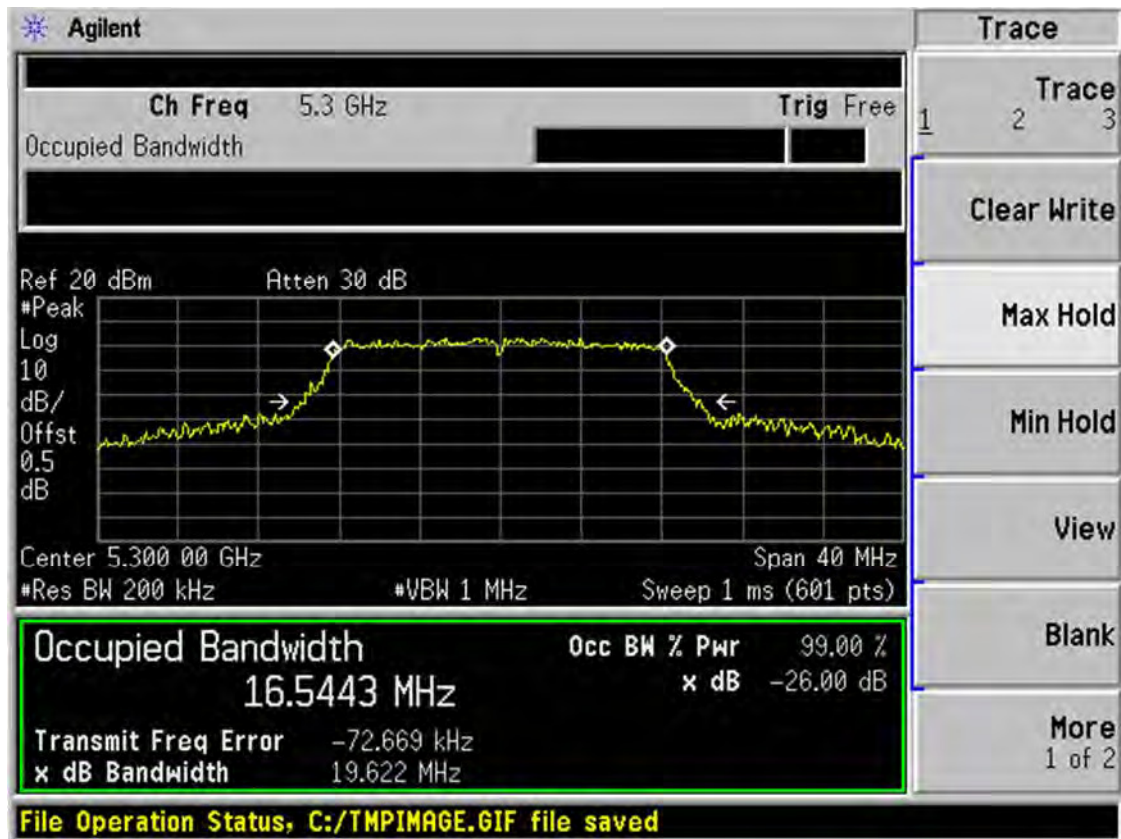 Agilent
Trace
Ch Freq 5.3 GHz Trig Free
Occupied Bandwidth
Trace
1 2 3
Clear Write
Max Hold
Min Hold
View
Blank
More
1 of 2
Ref 20 dBm Atten 30 dB
#Peak
Log
10
dB/
Offst
0.5
dB
Center 5.300 00 GHz Span 40 MHz
#Res BW 200 kHz #VBW 1 MHz Sweep 1 ms (601 pts)
Occupied Bandwidth
16.5443 MHz
Occ BW % Pwr 99.00 %
x dB -26.00 dB
Transmit Freq Error -72.669 kHz
x dB Bandwidth 19.622 MHz
File Operation Status, C:/TMPIMAGE.GIF file saved